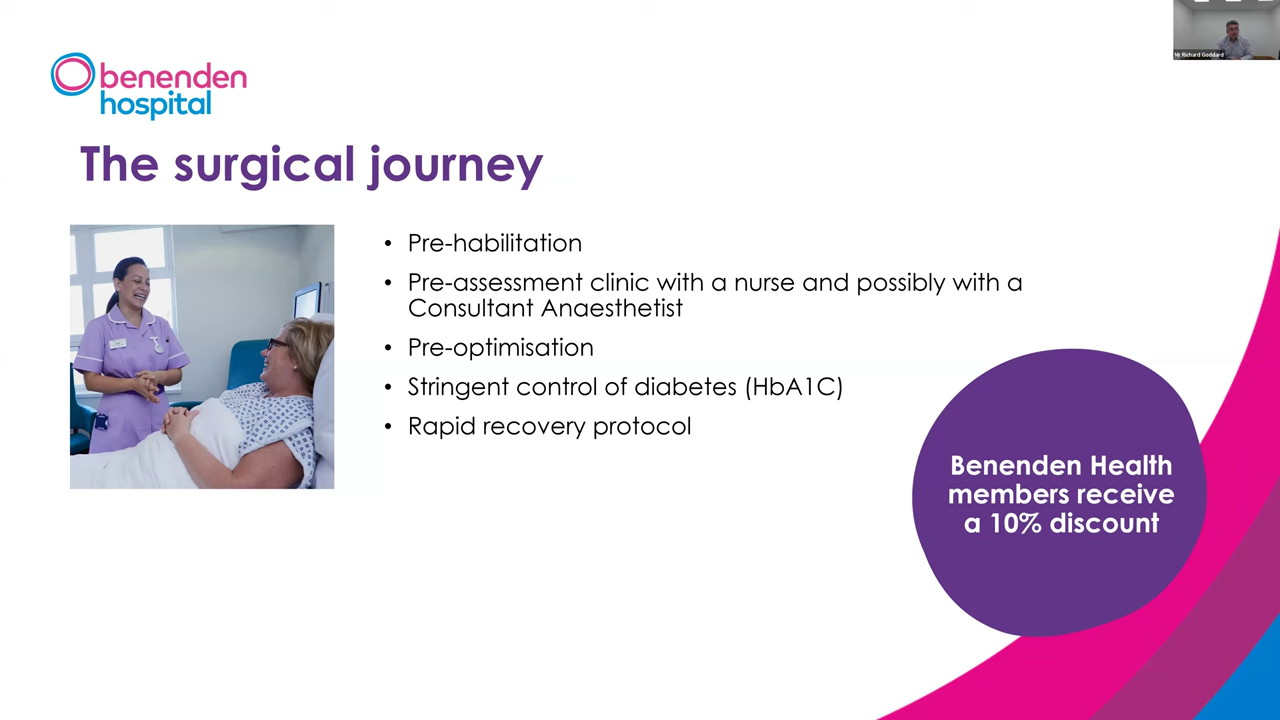 Mr Richard Goddard
benenden
hospital
The surgical journey
• Pre-habilitation
• Pre-assessment clinic with a nurse and possibly with a
Consultant Anaesthetist
• Pre-optimisation
• Stringent control of diabetes (HbA1C)
• Rapid recovery protocol
Benenden Health
members receive
a 10% discount